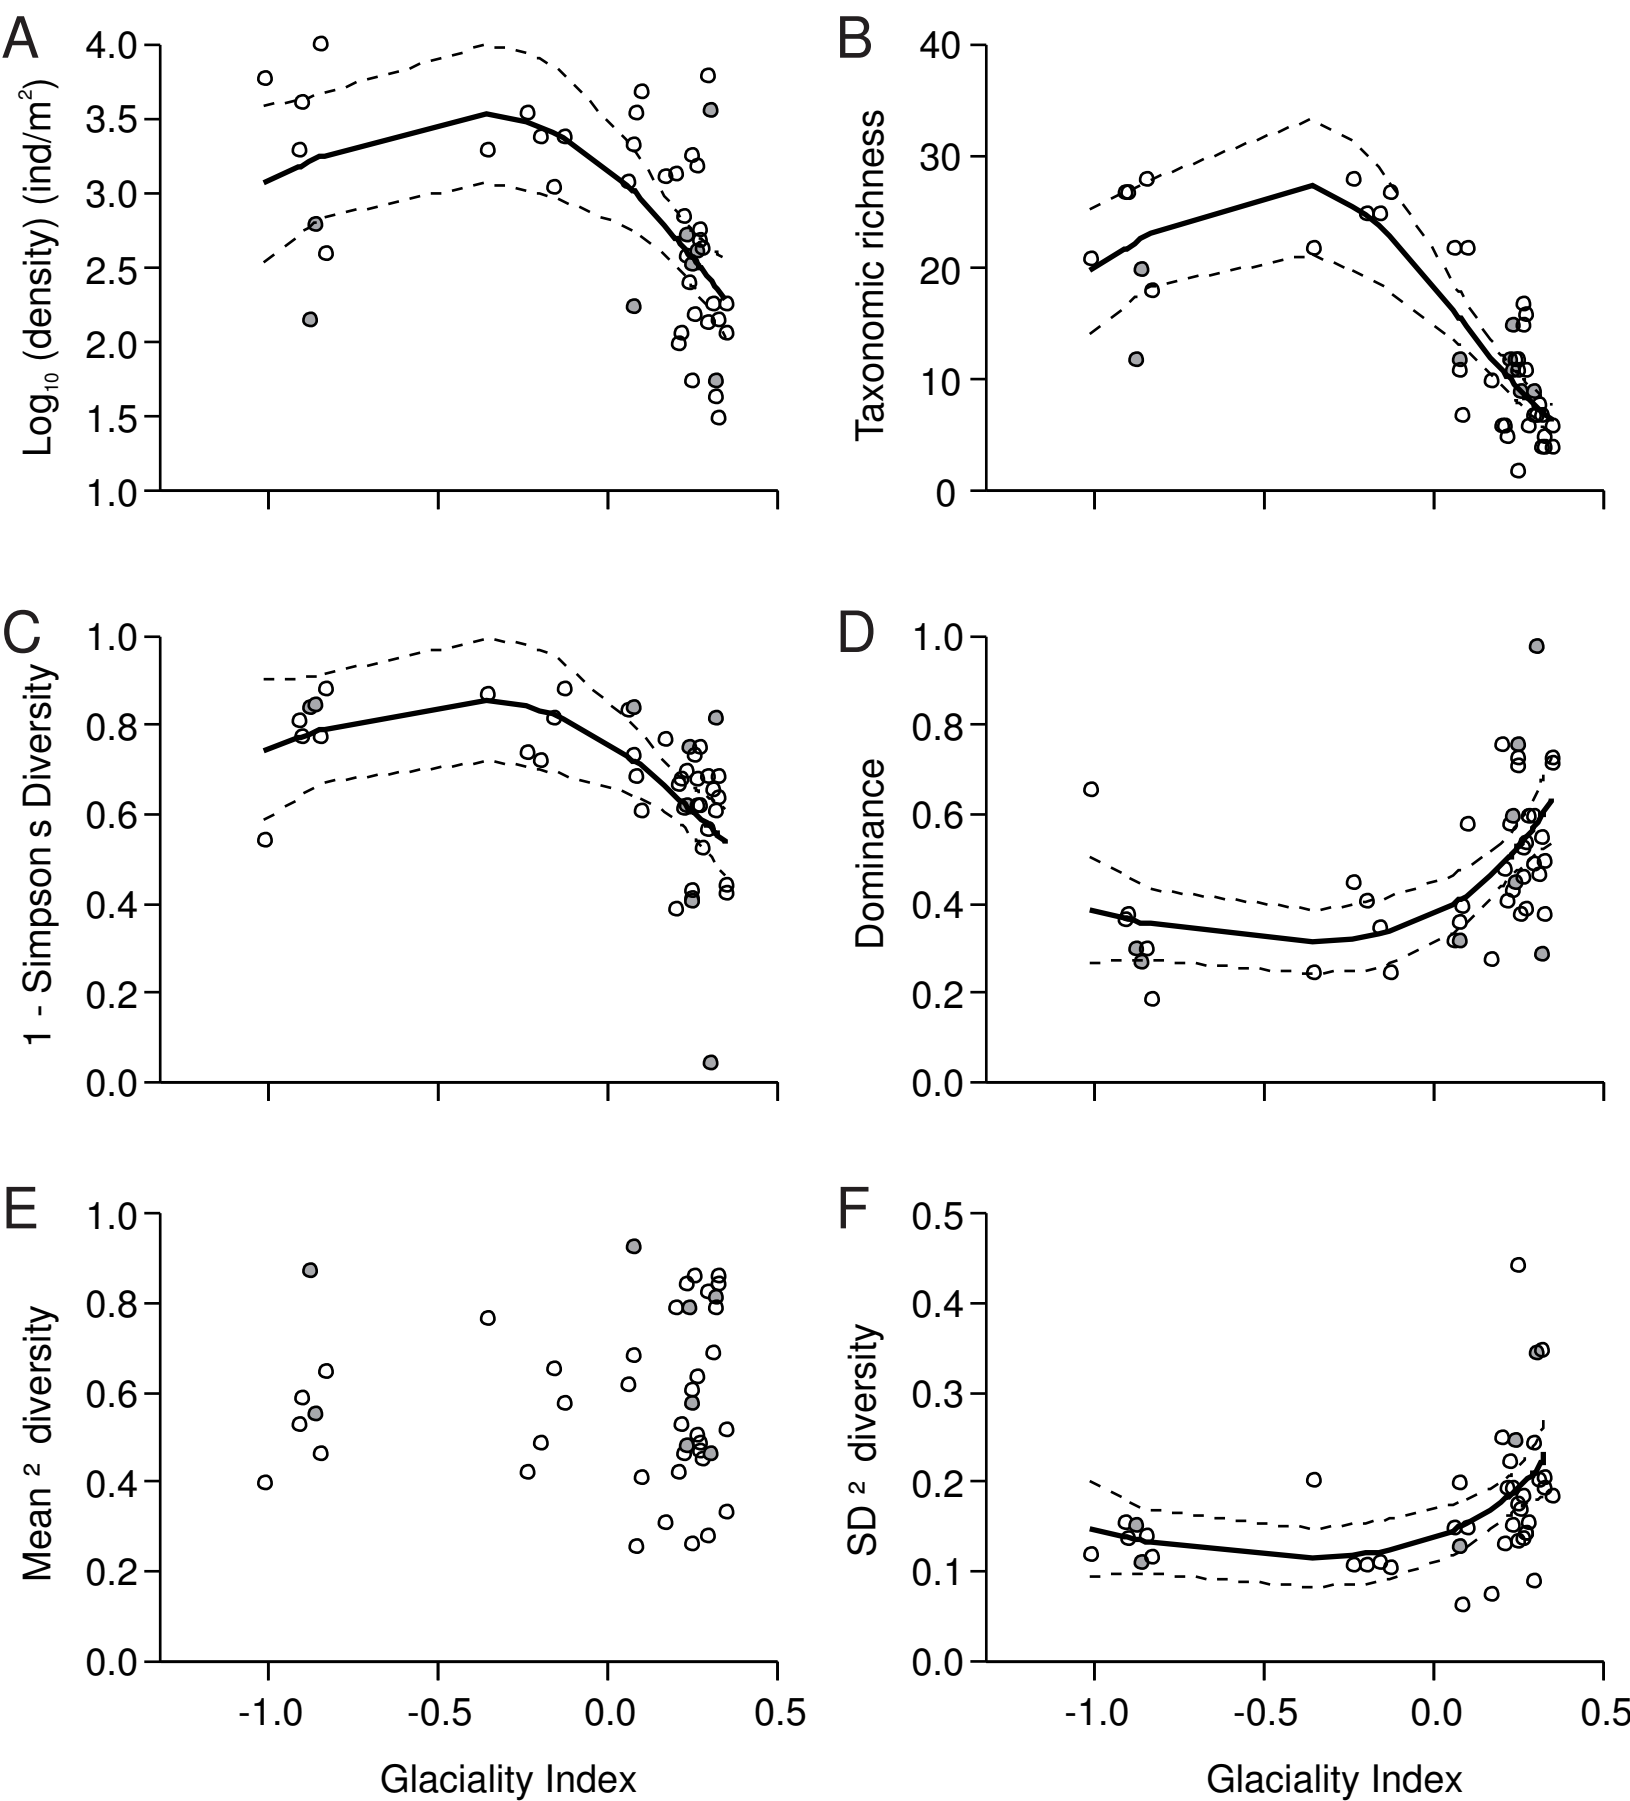 A
B
Log₁₀ (density) (ind/m²)
4.0
3.5
3.0
2.5
2.0
1.5
1.0
Taxonomic richness
40
30
20
10
0
C
D
1 - Simpson s Diversity
1.0
0.8
0.6
0.4
0.2
0.0
Dominance
1.0
0.8
0.6
0.4
0.2
0.0
E
F
Mean ² diversity
1.0
0.8
0.6
0.4
0.2
0.0
SD ² diversity
0.5
0.4
0.3
0.2
0.1
0.0
-1.0 -0.5 0.0 0.5
-1.0 -0.5 0.0 0.5
Glaciality Index
Glaciality Index